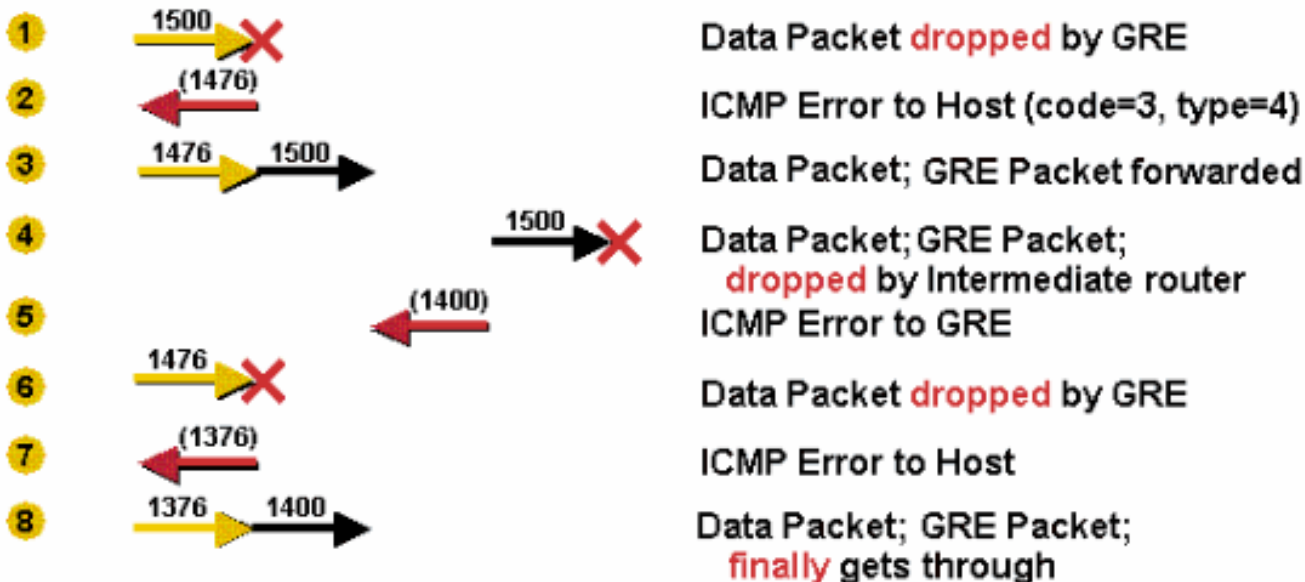 1 1500 Data Packet dropped by GRE
2 (1476) ICMP Error to Host (code=3, type=4)
3 1476 1500 Data Packet; GRE Packet forwarded
4 1500 Data Packet; GRE Packet;
dropped by Intermediate router
5 (1400) ICMP Error to GRE
6 1476 Data Packet dropped by GRE
7 (1376) ICMP Error to Host
8 1376 1400 Data Packet; GRE Packet;
finally gets through